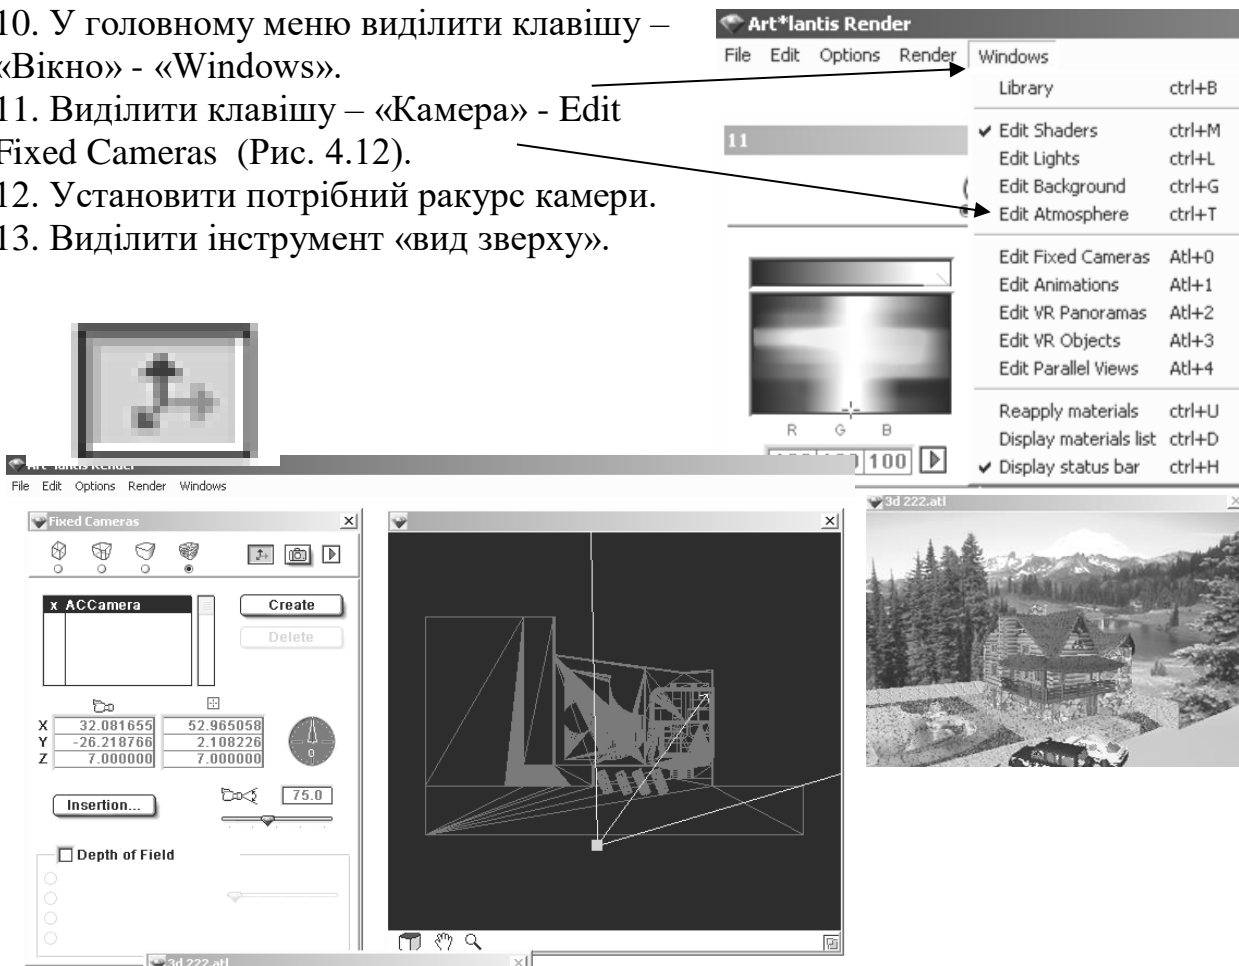 10. У головному меню виділити клавішу –
«Вікно» - «Windows».
11. Виділити клавішу – «Камера» - Edit
Fixed Cameras (Рис. 4.12).
12. Установити потрібний ракурс камери.
13. Виділити інструмент «вид зверху».
Art*lantis Render
File Edit Options Render Windows
Library ctrl+B
11
Edit Shaders ctrl+M
Edit Lights ctrl+L
Edit Background ctrl+G
Edit Atmosphere ctrl+T
Edit Fixed Cameras Atl+0
Edit Animations Atl+1
Edit VR Panoramas Atl+2
Edit VR Objects Atl+3
Edit Parallel Views Atl+4
Reapply materials ctrl+U
Display materials list ctrl+D
Display status bar ctrl+H
R G B
100
Art*lantis Render
File Edit Options Render Windows
Fixed Cameras
x ACCamera
Create
Delete
X 32.081655 52.965058
Y -26.218766 2.108226
Z 7.000000 7.000000
0
Insertion...
75.0
Depth of Field
3d 222.atl
3d 222.atl